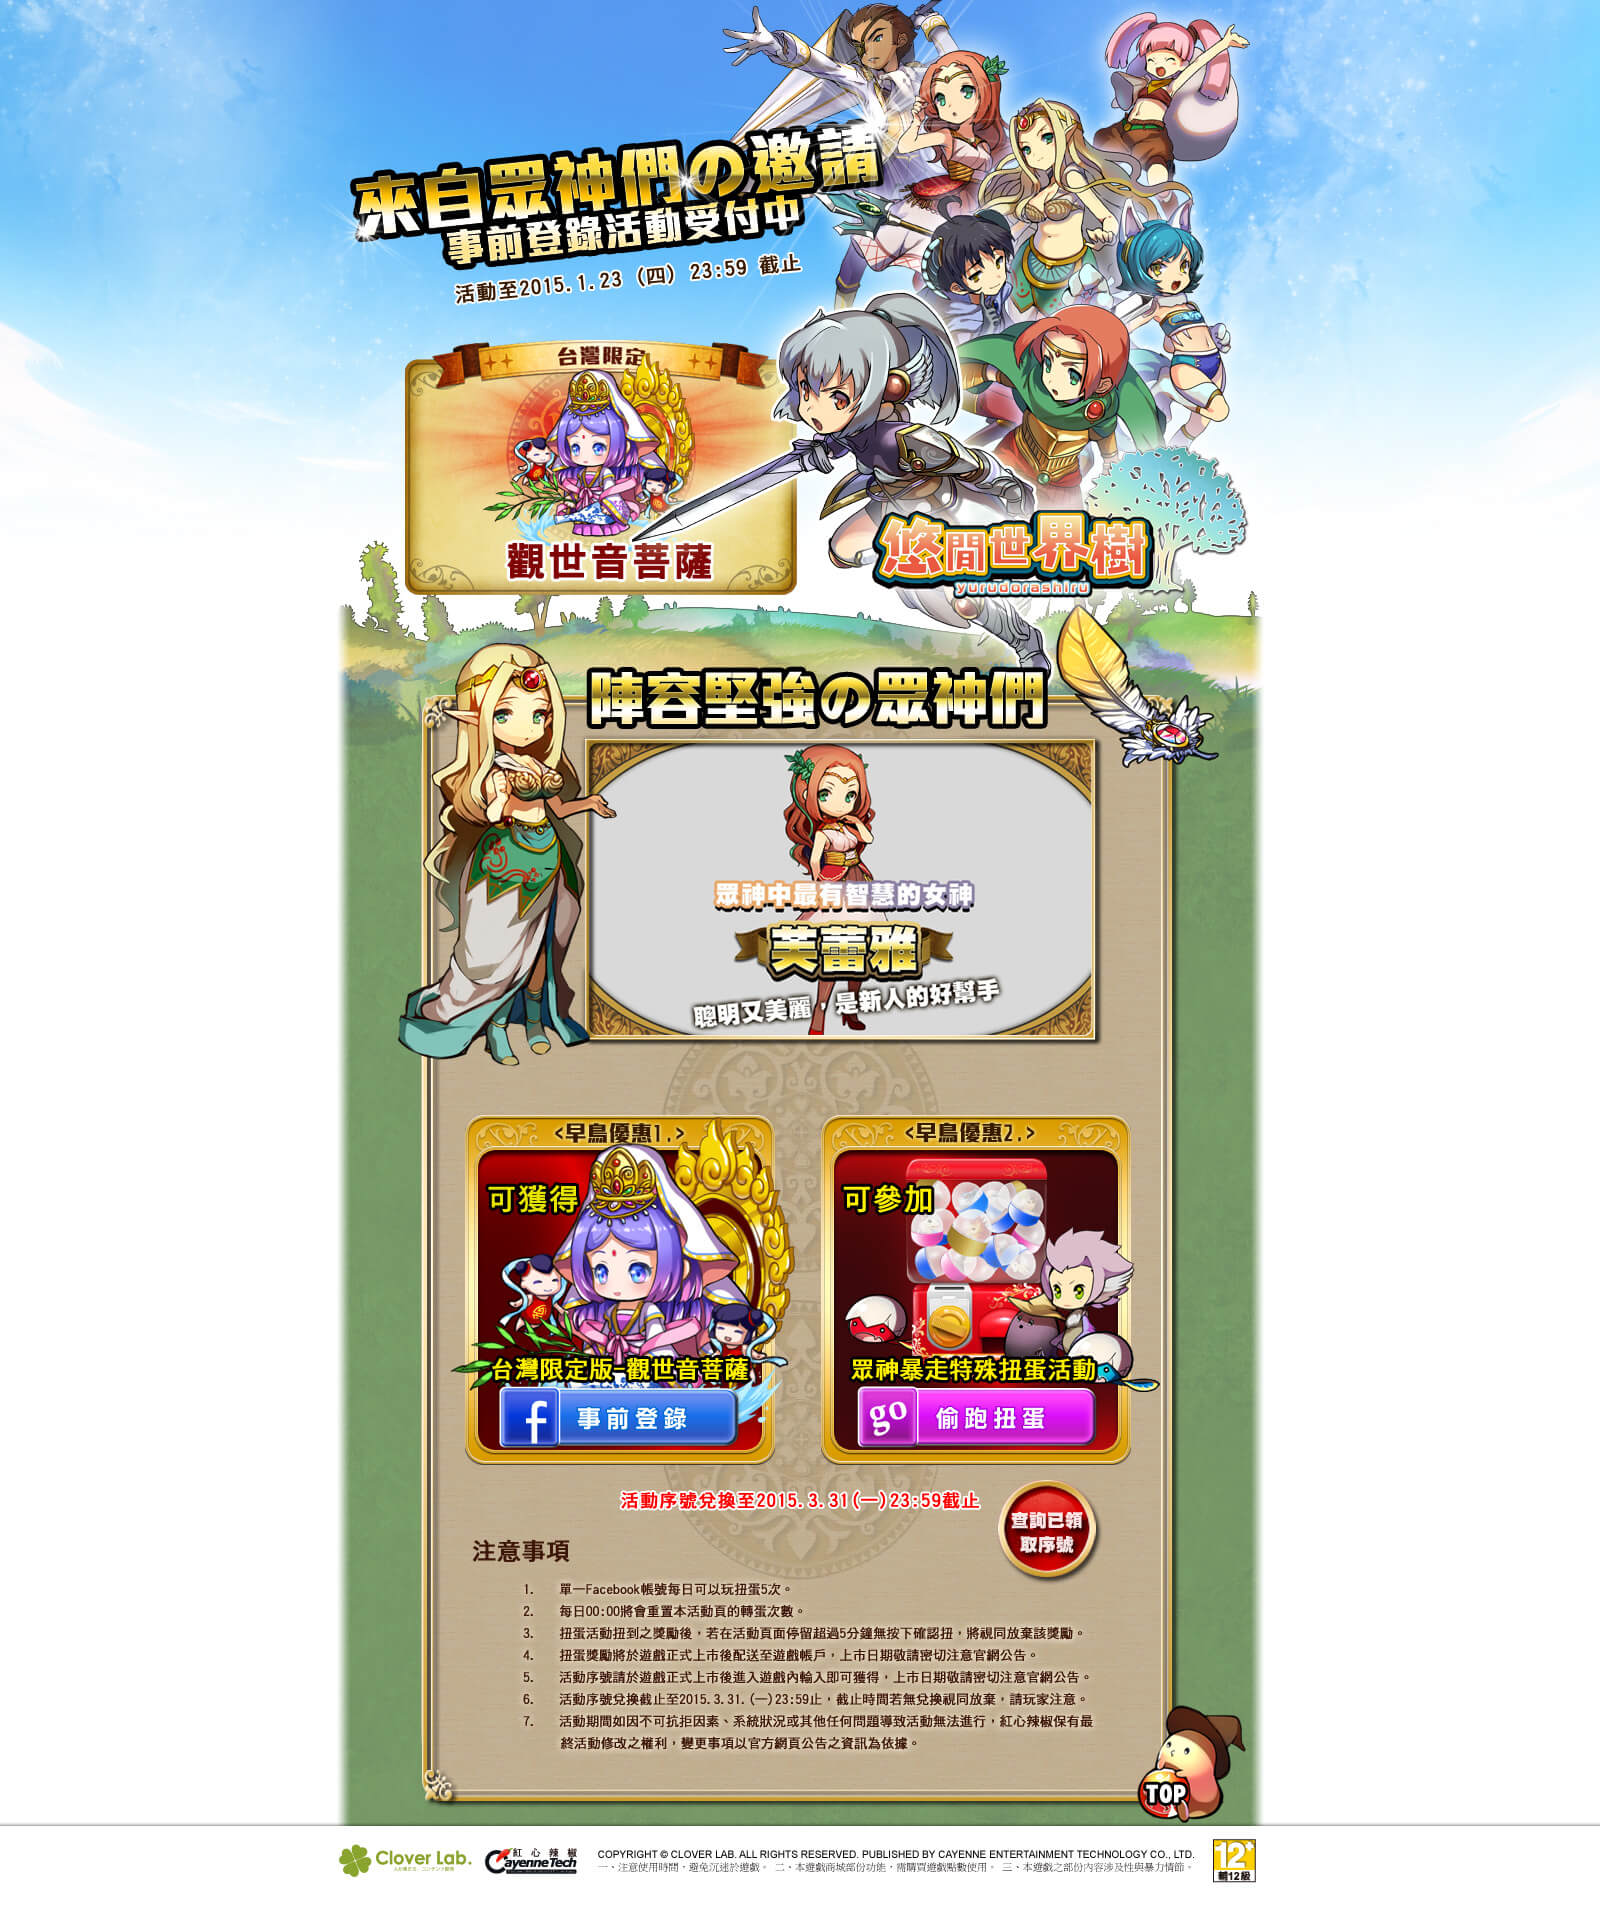 來自眾神們の邀請
事前登錄活動受付中
活動至2015.1.23 (四) 23:59 截止
台灣限定
觀世音菩薩
悠閒世界樹
yurudorashiru
陣容堅強の眾神們
眾神中最有智慧的女神
芙蕾雅
聰明又美麗，是新人的好幫手
<早鳥優惠1.>
可獲得
台灣限定版-觀世音菩薩
f 事前登錄
<早鳥優惠2.>
可參加
眾神暴走特殊扭蛋活動
go 偷跑扭蛋
活動序號兌換至2015.3.31(一)23:59截止
查詢已領
取序號
注意事項
1. 單一Facebook帳號每日可以玩扭蛋5次。
2. 每日00:00將會重置本活動頁的轉蛋次數。
3. 扭蛋活動扭到之獎勵後，若在活動頁面停留超過5分鐘無按下確認扭，將視同放棄該獎勵。
4. 扭蛋獎勵將於遊戲正式上市後配送至遊戲帳戶，上市日期敬請密切注意官網公告。
5. 活動序號請於遊戲正式上市後進入遊戲內輸入即可獲得，上市日期敬請密切注意官網公告。
6. 活動序號兌換截止至2015.3.31.(一)23:59止，截止時間若無兌換視同放棄，請玩家注意。
7. 活動期間如因不可抗拒因素、系統狀況或其他任何問題導致活動無法進行，紅心辣椒保有最
終活動修改之權利，變更事項以官方網頁公告之資訊為依據。
TOP
Clover Lab.
紅心辣椒
CayenneTech
COPYRIGHT © CLOVER LAB. ALL RIGHTS RESERVED. PUBLISHED BY CAYENNE ENTERTAINMENT TECHNOLOGY CO., LTD.
一、注意使用時間，避免沉迷於遊戲。 二、本遊戲商城部份功能，需購買遊戲點數使用。 三、本遊戲之部份內容涉及性與暴力情節。
12+
輔12級